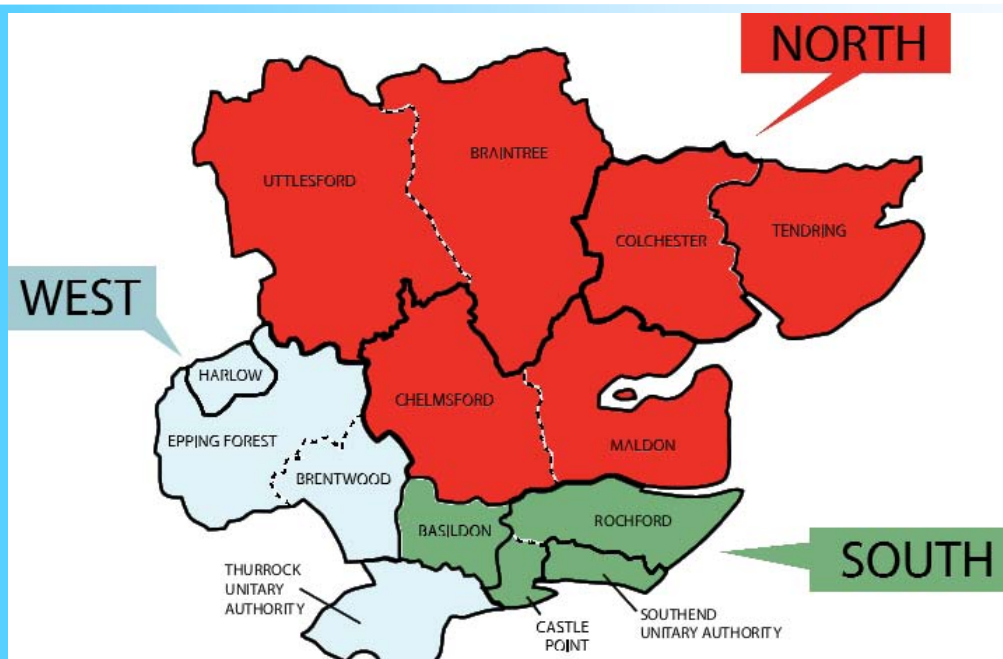 NORTH
BRAINTREE
UTTLESFORD
COLCHESTER
TENDRING
WEST
HARLOW
CHELMSFORD
EPPING FOREST
MALDON
BRENTWOOD
BASILDON
ROCHFORD
SOUTH
THURROCK
UNITARY
AUTHORITY
CASTLE
POINT
SOUTHEND
UNITARY AUTHORITY